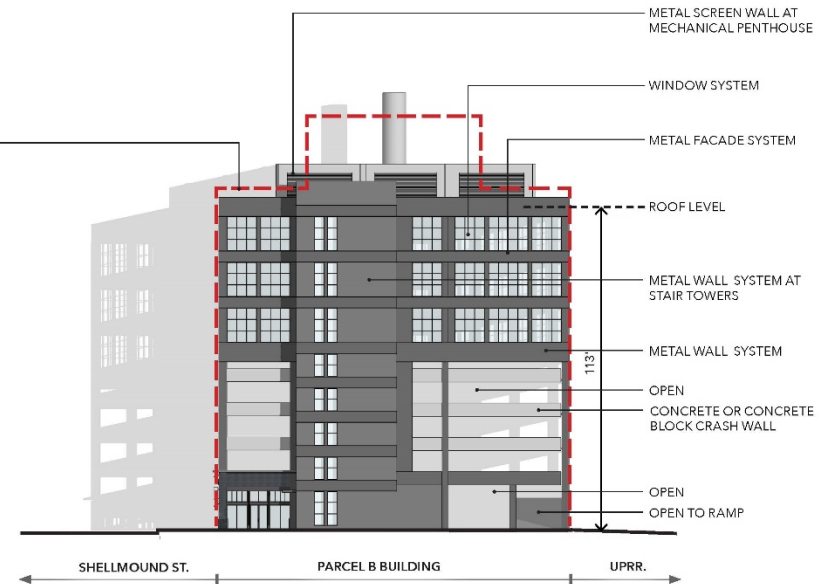 METAL SCREEN WALL AT
MECHANICAL PENTHOUSE
WINDOW SYSTEM
METAL FACADE SYSTEM
ROOF LEVEL
METAL WALL SYSTEM AT
STAIR TOWERS
METAL WALL SYSTEM
113'
OPEN
CONCRETE OR CONCRETE
BLOCK CRASH WALL
OPEN
OPEN TO RAMP
SHELLMOUND ST.
PARCEL B BUILDING
UPRR.